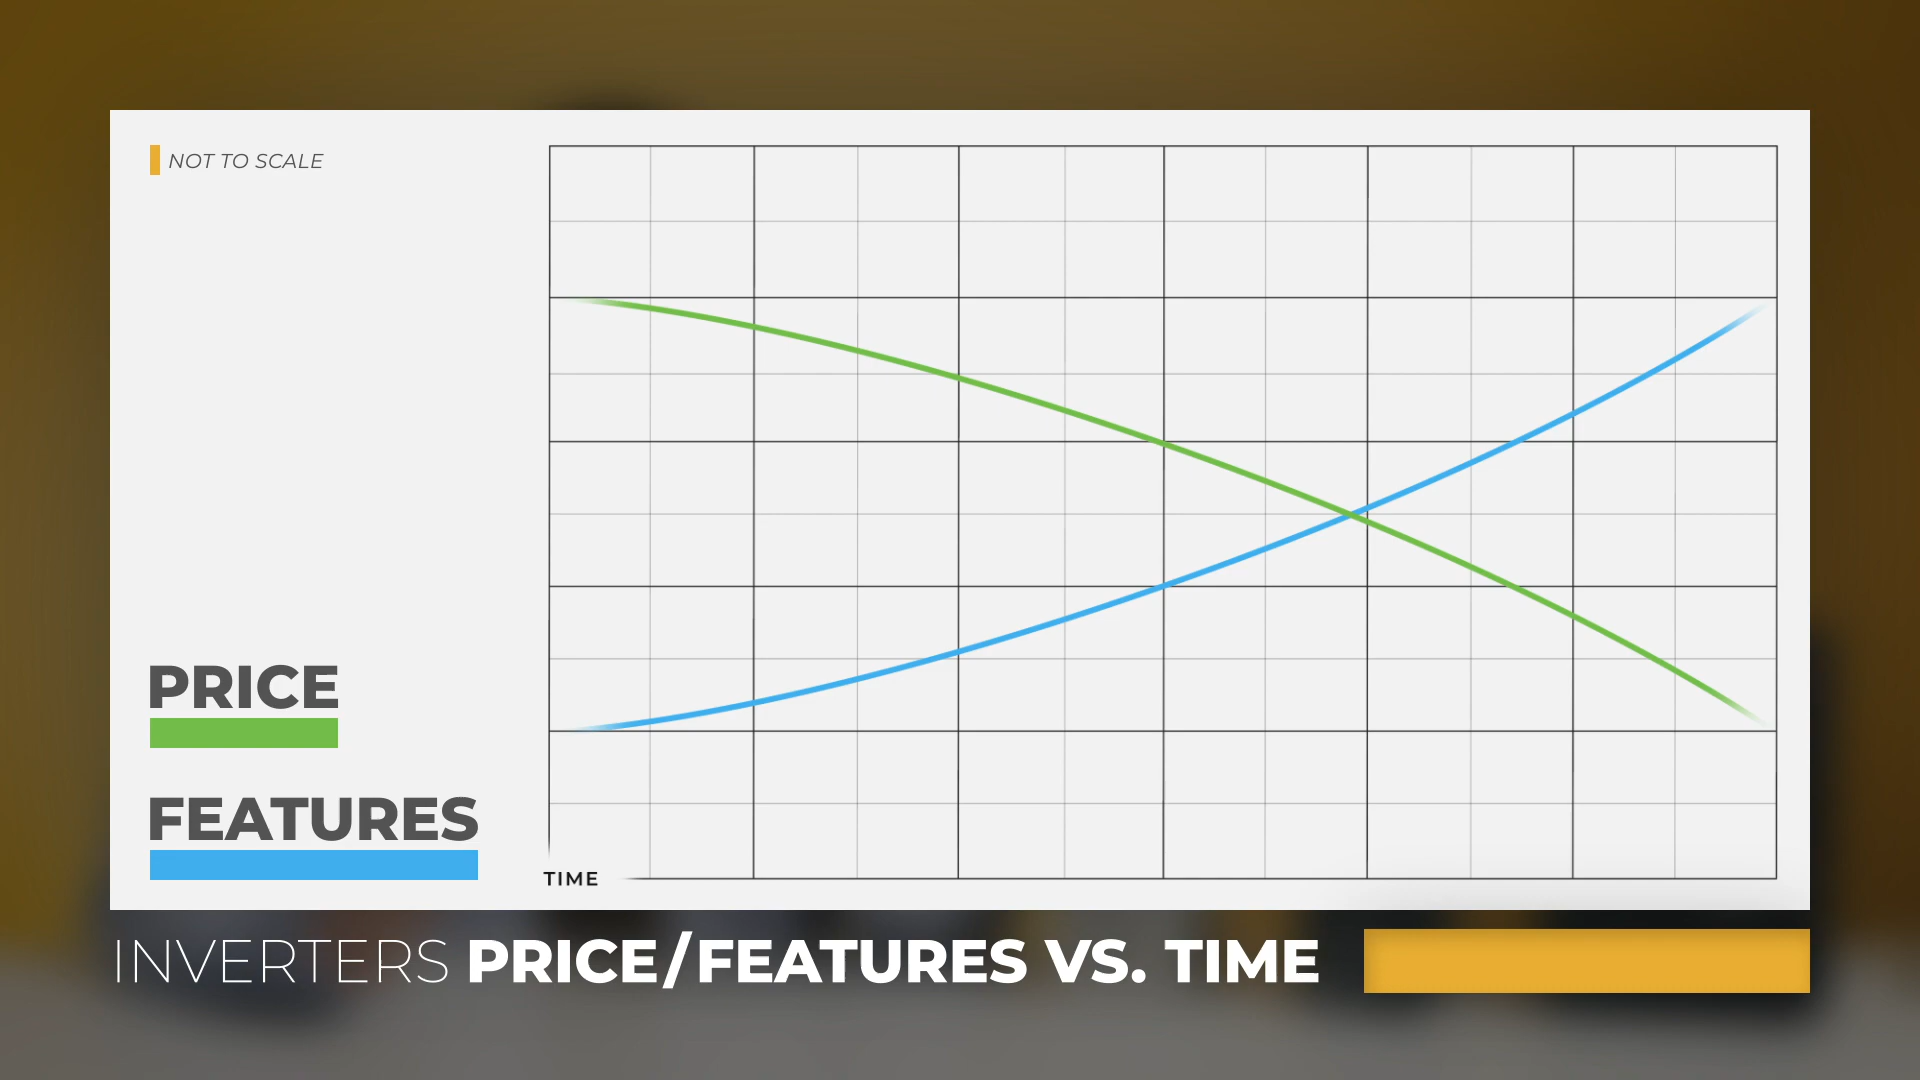 NOT TO SCALE
PRICE
FEATURES
TIME
INVERTERS PRICE/FEATURES VS. TIME